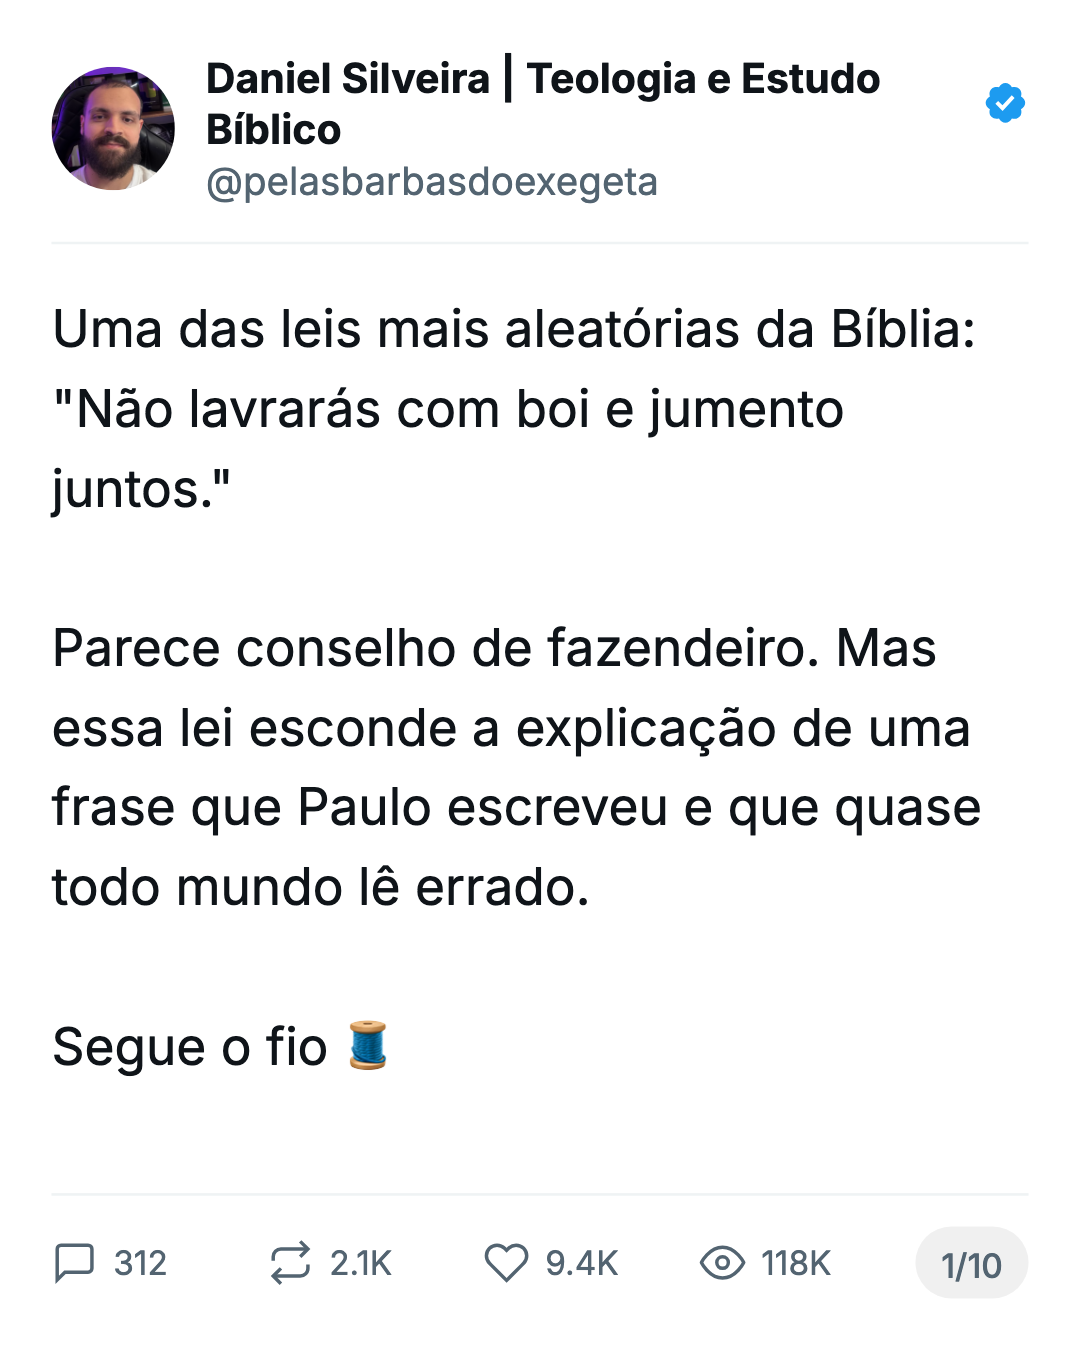 Daniel Silveira | Teologia e Estudo
Bíblico
@pelasbarbasdoexegeta
Uma das leis mais aleatórias da Bíblia:
"Não lavrarás com boi e jumento
juntos."
Parece conselho de fazendeiro. Mas
essa lei esconde a explicação de uma
frase que Paulo escreveu e que quase
todo mundo lê errado.
Segue o fio 🧵
312 2.1K 9.4K 118K 1/10